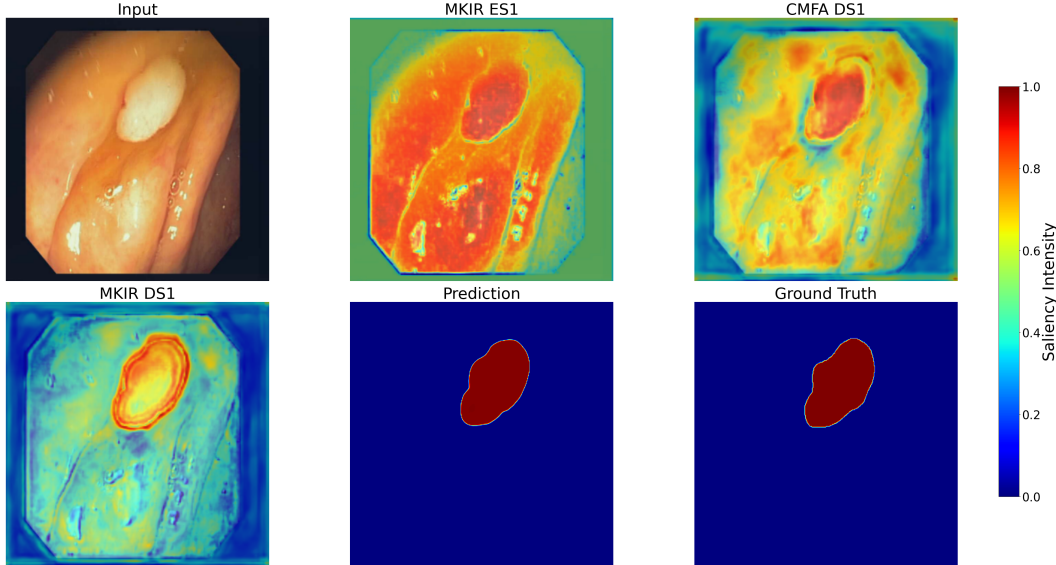 Input
MKIR ES1
CMFA DS1
MKIR DS1
Prediction
Ground Truth
1.0
0.8
0.6
0.4
0.2
0.0
Saliency Intensity